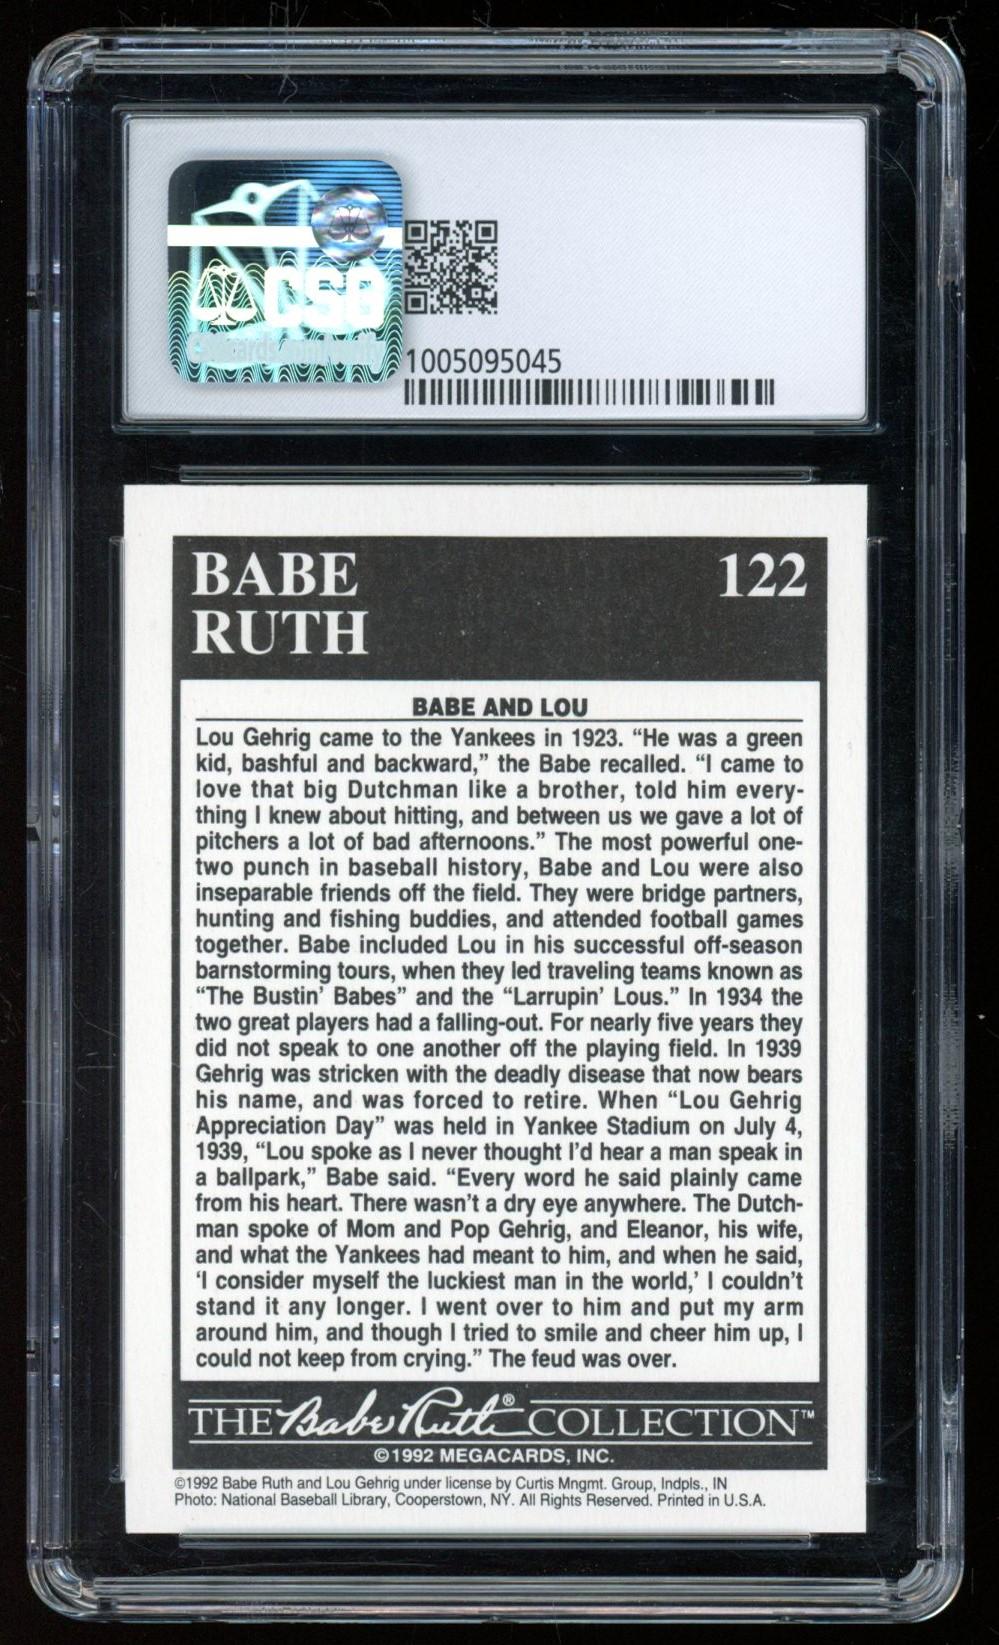 CSG
1005095045
BABE
RUTH
122
BABE AND LOU
Lou Gehrig came to the Yankees in 1923. “He was a green
kid, bashful and backward,” the Babe recalled. “I came to
love that big Dutchman like a brother, told him every-
thing I knew about hitting, and between us we gave a lot of
pitchers a lot of bad afternoons.” The most powerful one-
two punch in baseball history, Babe and Lou were also
inseparable friends off the field. They were bridge partners,
hunting and fishing buddies, and attended football games
together. Babe included Lou in his successful off-season
barnstorming tours, when they led traveling teams known as
“The Bustin’ Babes” and the “Larrupin’ Lous.” In 1934 the
two great players had a falling-out. For nearly five years they
did not speak to one another off the playing field. In 1939
Gehrig was stricken with the deadly disease that now bears
his name, and was forced to retire. When “Lou Gehrig
Appreciation Day” was held in Yankee Stadium on July 4,
1939, “Lou spoke as I never thought I’d hear a man speak in
a ballpark,” Babe said. “Every word he said plainly came
from his heart. There wasn’t a dry eye anywhere. The Dutch-
man spoke of Mom and Pop Gehrig, and Eleanor, his wife,
and what the Yankees had meant to him, and when he said,
‘I consider myself the luckiest man in the world,’ I couldn’t
stand it any longer. I went over to him and put my arm
around him, and though I tried to smile and cheer him up, I
could not keep from crying.” The feud was over.
THE Babe Ruth® COLLECTION™
©1992 MEGACARDS, INC.
©1992 Babe Ruth and Lou Gehrig under license by Curtis Mngmt. Group, Indpls., IN
Photo: National Baseball Library, Cooperstown, NY. All Rights Reserved. Printed in U.S.A.